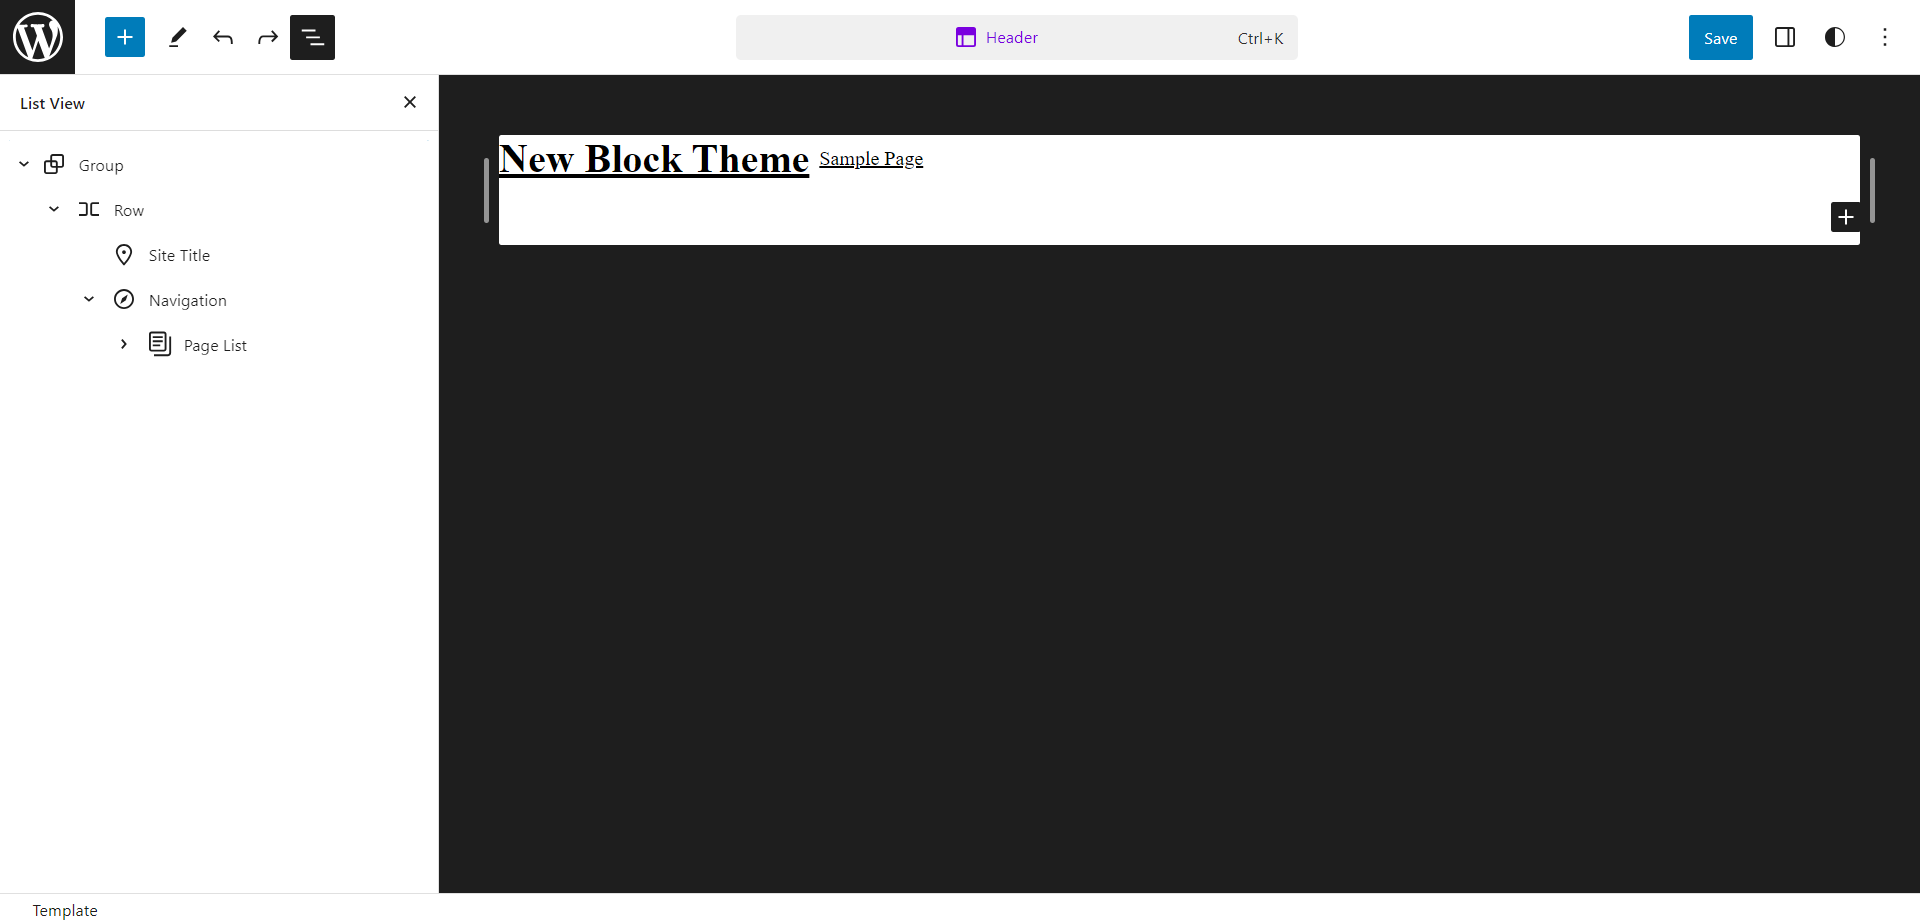 Header
Ctrl+K
Save
List View
Group
Row
Site Title
Navigation
Page List
New Block Theme Sample Page
Template